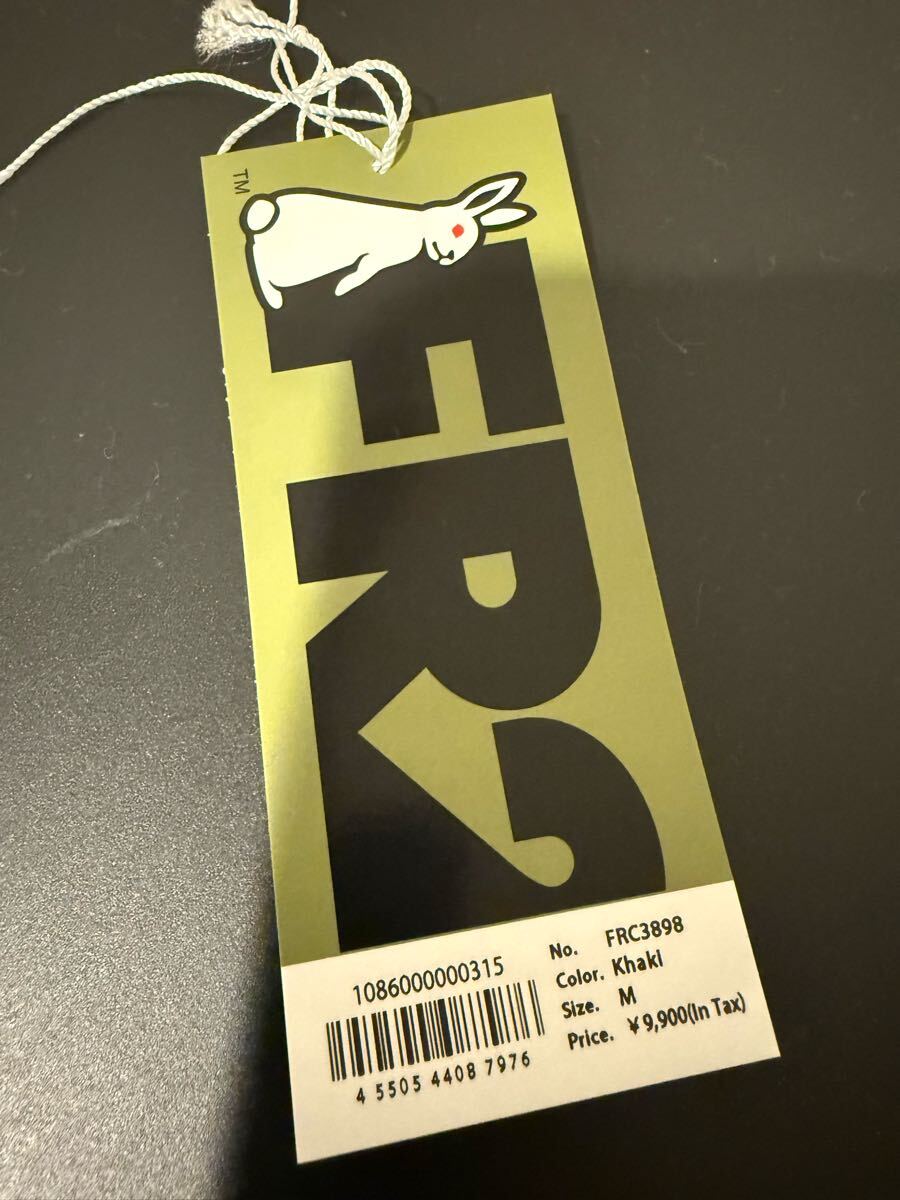 TM
FR2
1086000000315
4 5505 4408 7976
No. FRC3898
Color. Khaki
Size. M
Price. ￥9,900(In Tax)